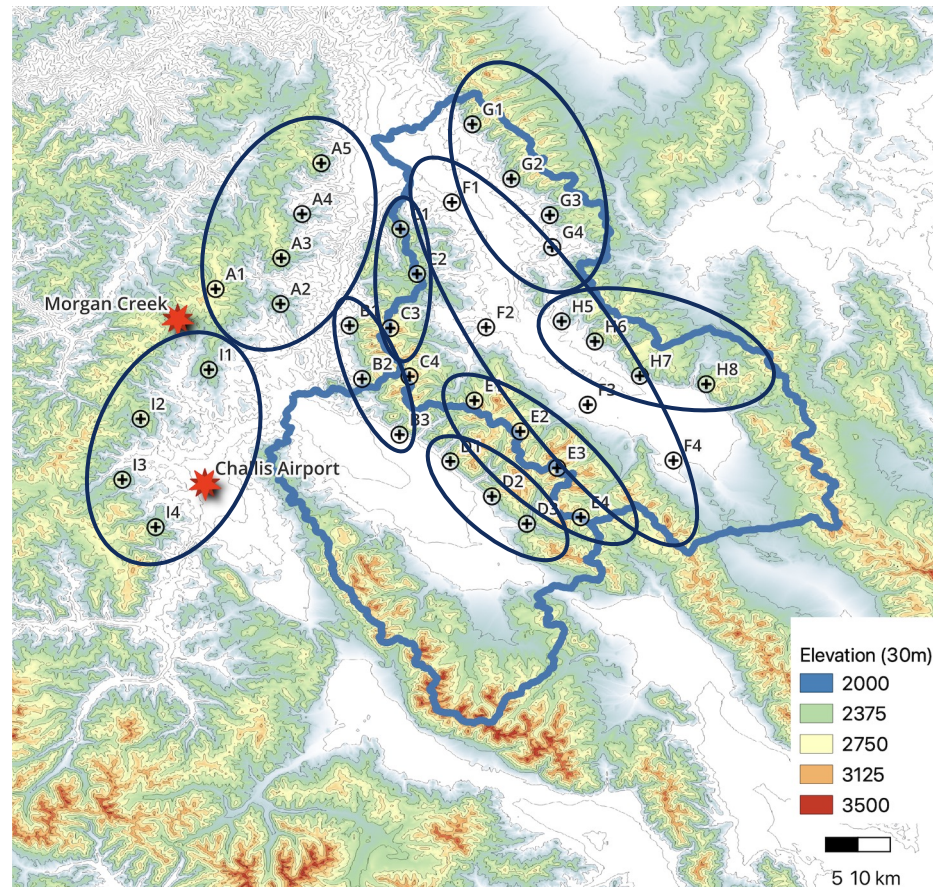 G1
A5
G2
F1
A4
G3
G4
A3
C2
A1
A2
Morgan Creek
B1
C3
F2
H5
H6
I1
B2
C4
H7
H8
I2
F3
E2
B3
D1
E3
F4
Challis Airport
I3
D2
I4
D3
E4
Elevation (30m)
2000
2375
2750
3125
3500
5 10 km